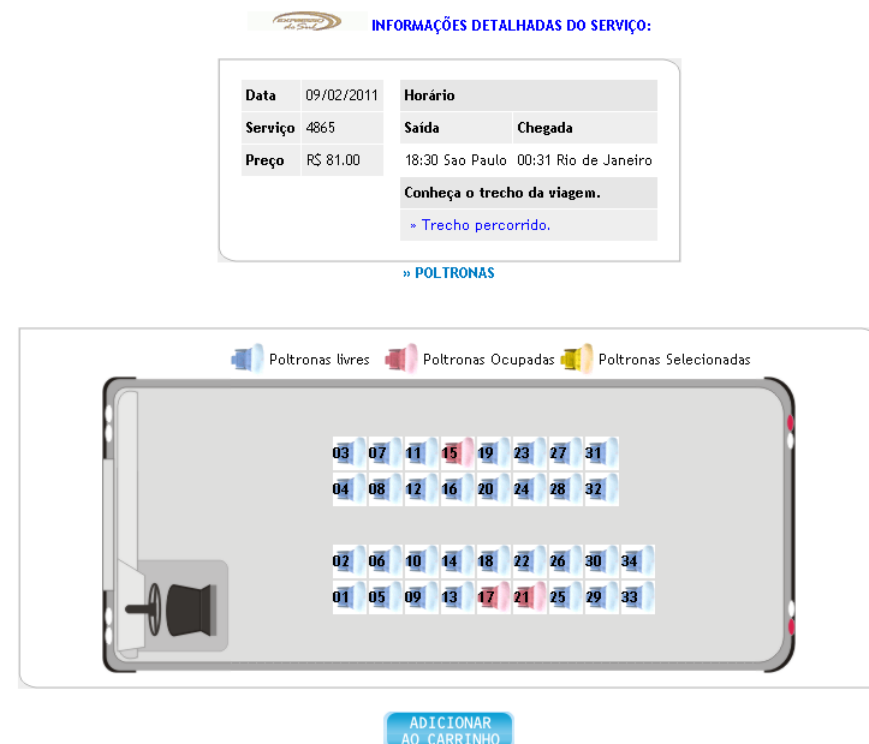 EXPRESSO
do Sul
INFORMAÇÕES DETALHADAS DO SERVIÇO:
Data 09/02/2011 Horário
Serviço 4865 Saída Chegada
Preço R$ 81.00 18:30 Sao Paulo 00:31 Rio de Janeiro
Conheça o trecho da viagem.
» Trecho percorrido.
» POLTRONAS
Poltronas livres Poltronas Ocupadas Poltronas Selecionadas
03 07 11 15 19 23 27 31
04 08 12 16 20 24 28 32
02 06 10 14 18 22 26 30 34
01 05 09 13 17 21 25 29 33
ADICIONAR
AO CARRINHO